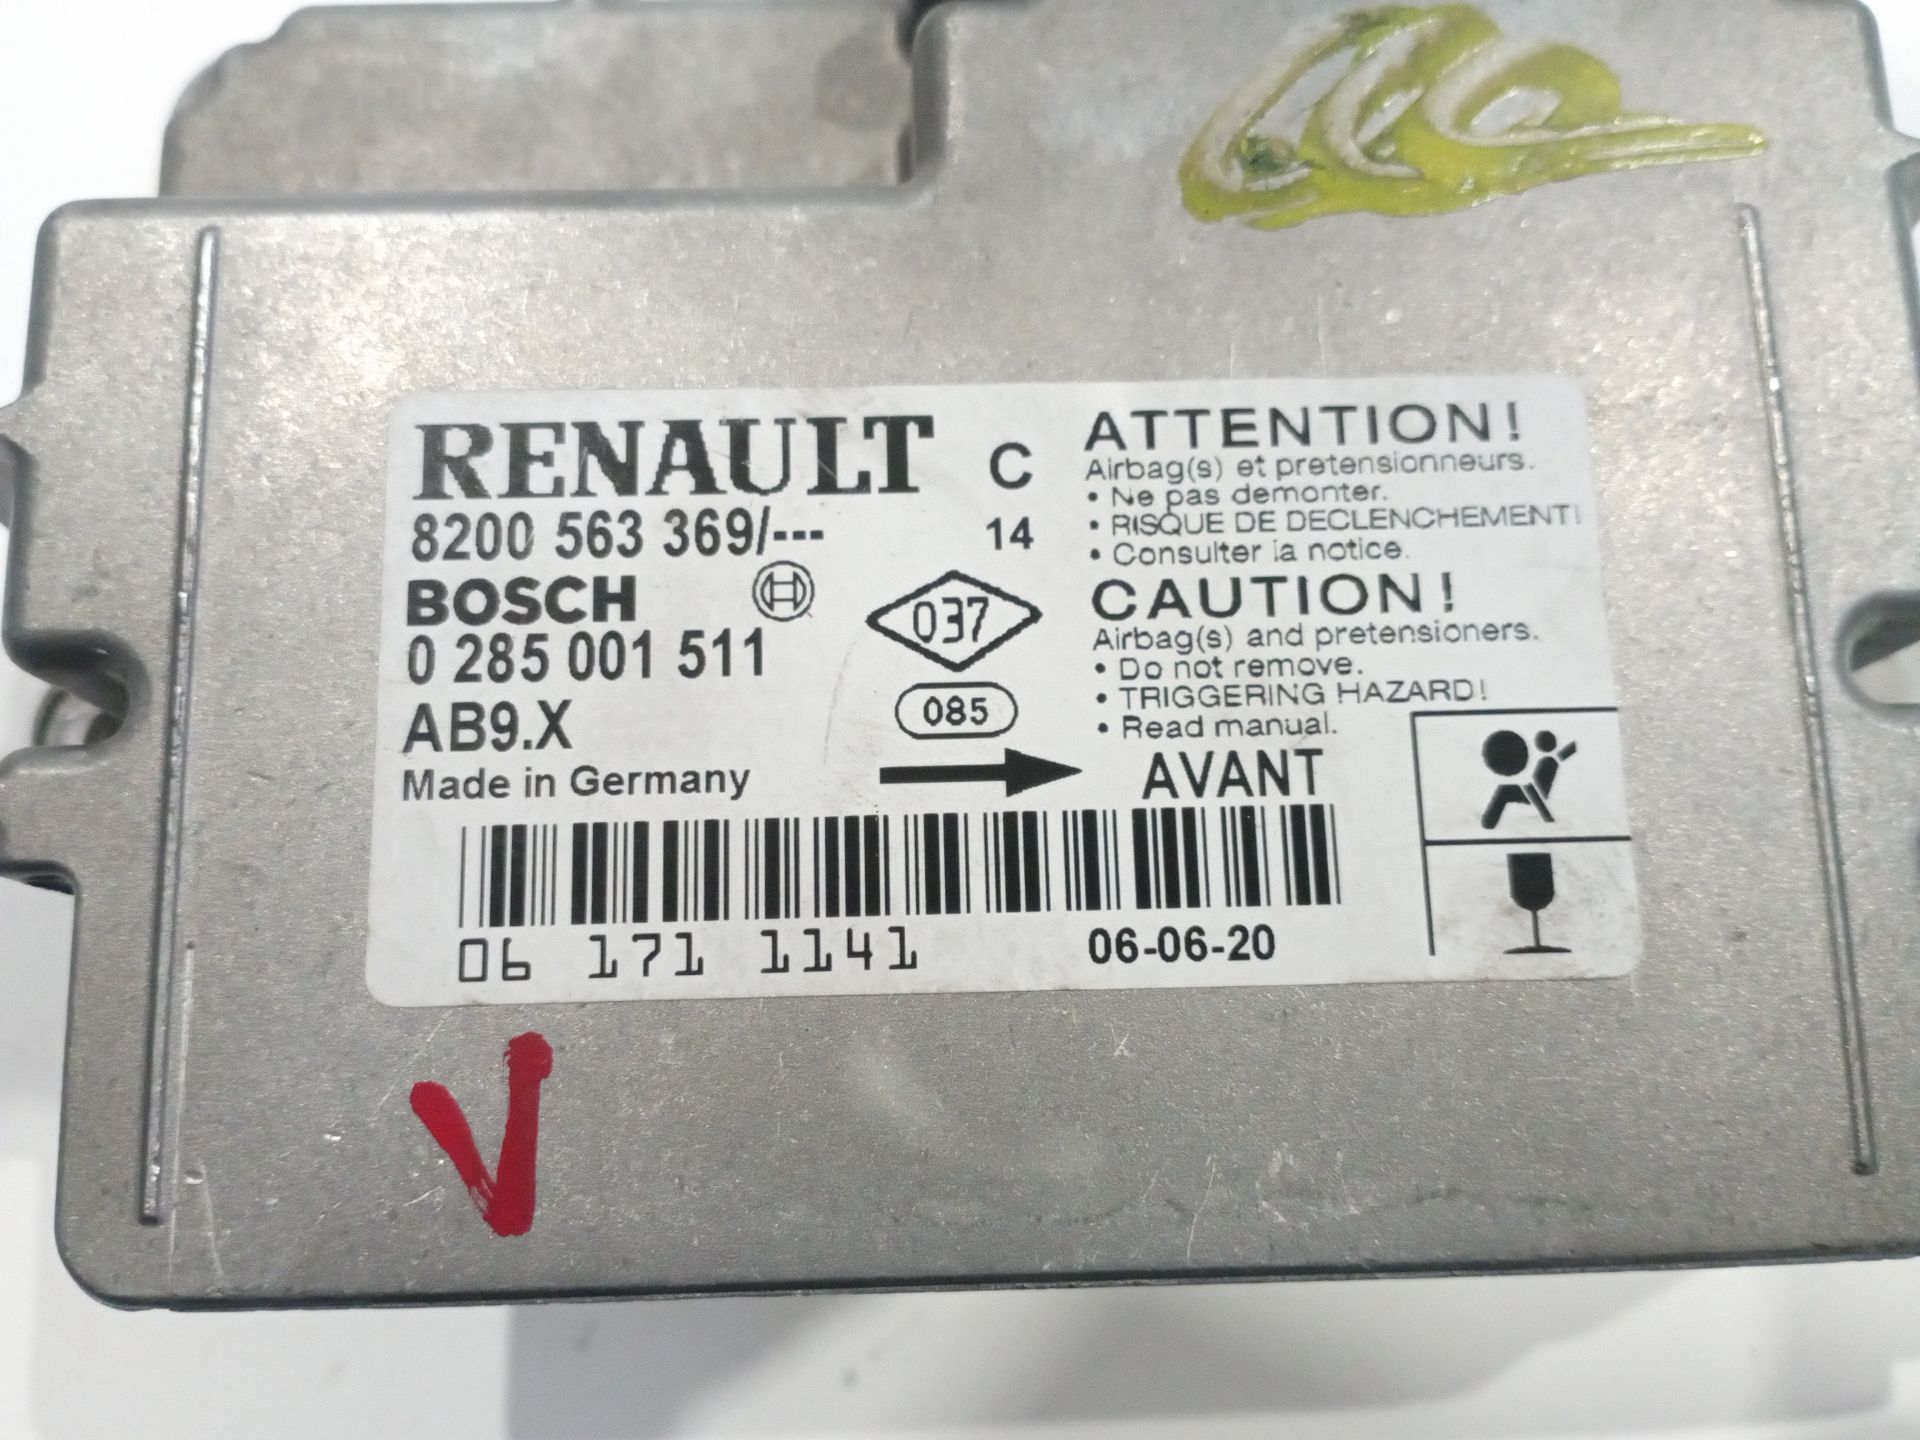 RENAULT C
8200 563 369/--- 14
BOSCH
0 285 001 511
AB9.X
Made in Germany
037
085
ATTENTION!
Airbag(s) et pretensionneurs.
• Ne pas demonter.
• RISQUE DE DECLENCHEMENT!
• Consulter la notice.
CAUTION!
Airbag(s) and pretensioners.
• Do not remove.
• TRIGGERING HAZARD!
• Read manual.
AVANT
06 171 1141 06-06-20
V